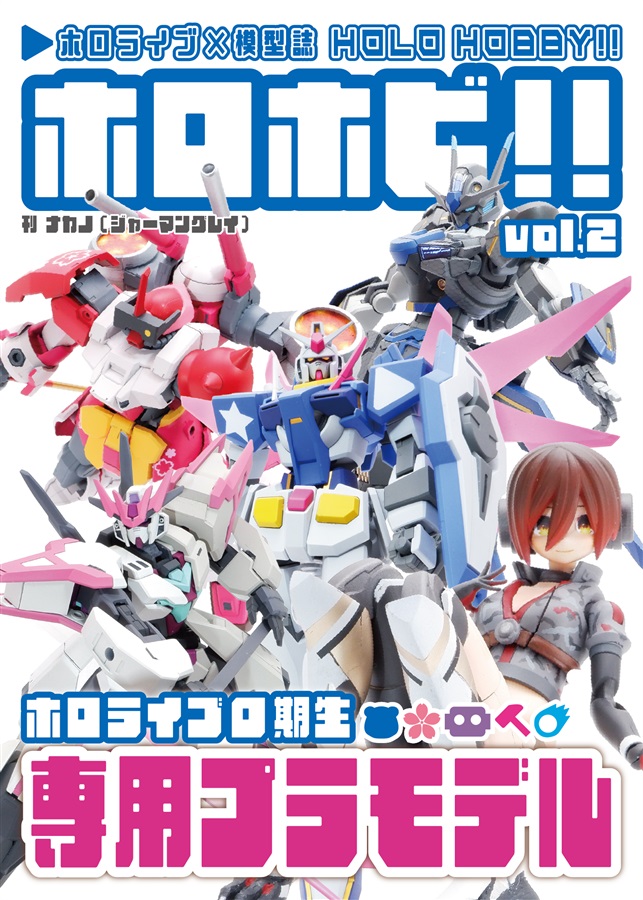 ▶ホロライブ×模型誌 HOLO HOBBY!!
ホロホビ!!
刊 ナカノ(ジャーマングレイ)
vol.2
ホロライブ0期生
専用プラモデル